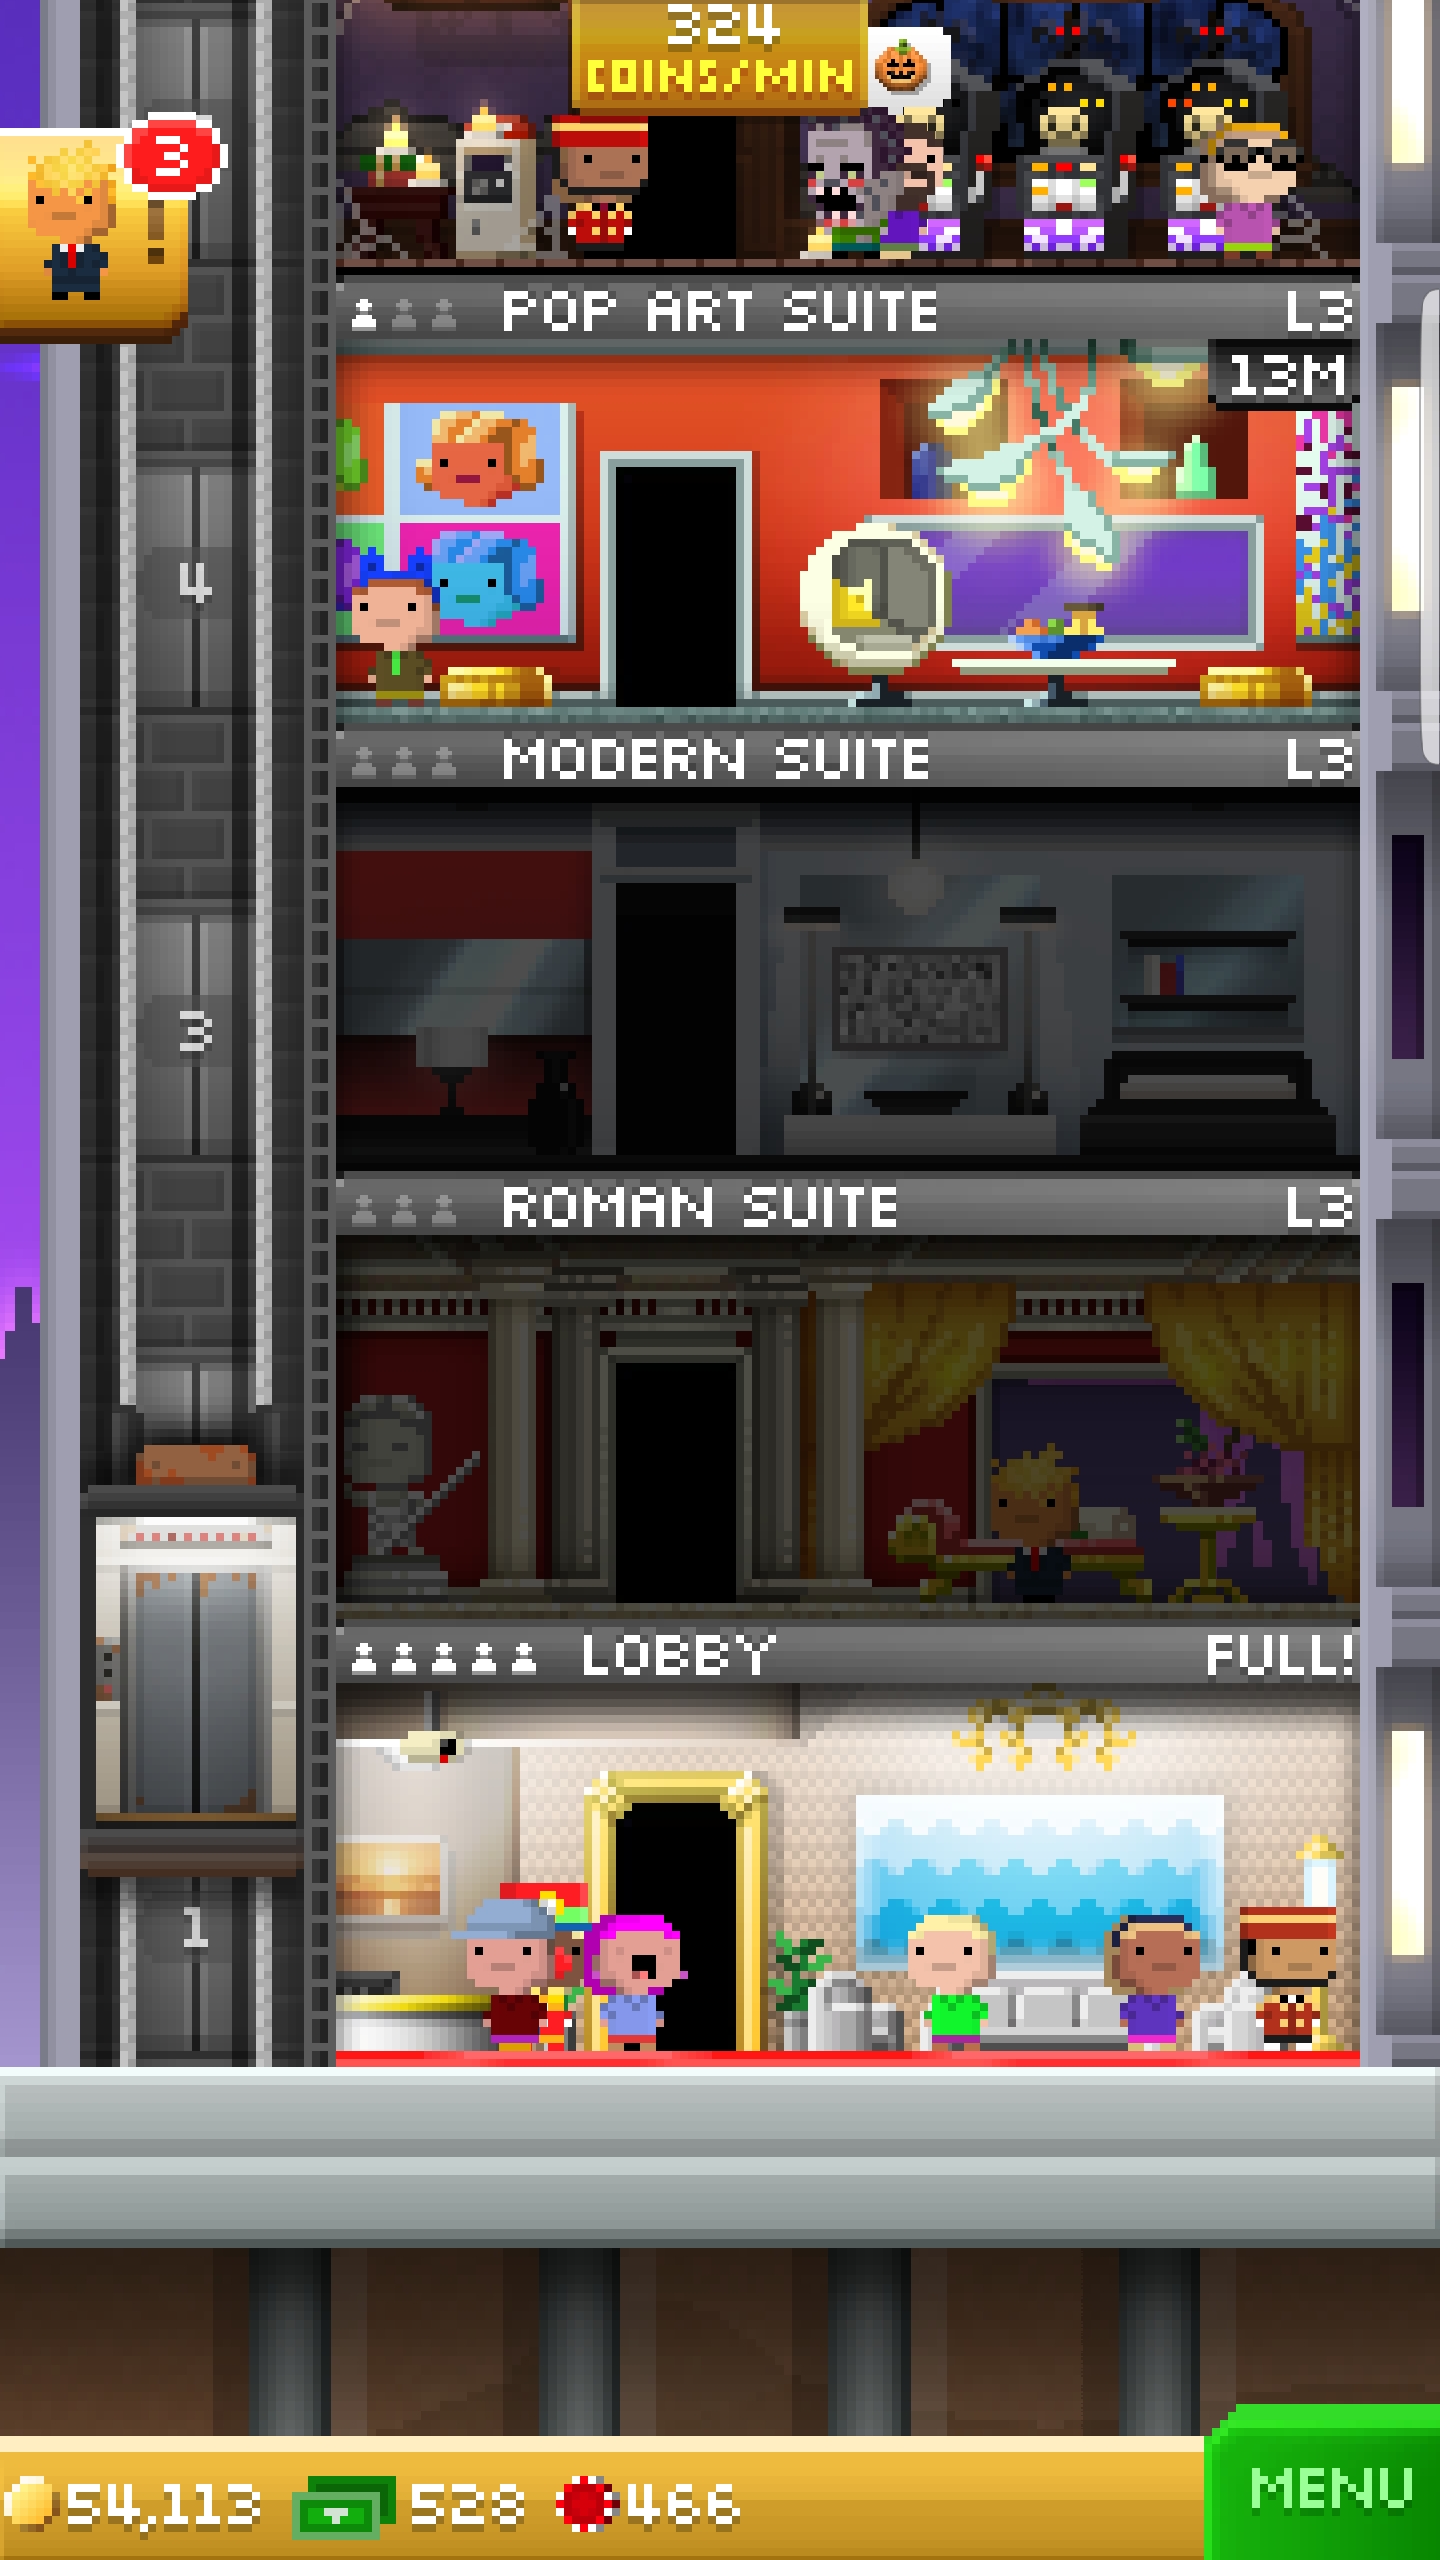 324
COINS/MIN
3
POP ART SUITE L3
13M
4
MODERN SUITE L3
3
ROMAN SUITE L3
LOBBY FULL!
1
54,113 528 466
MENU